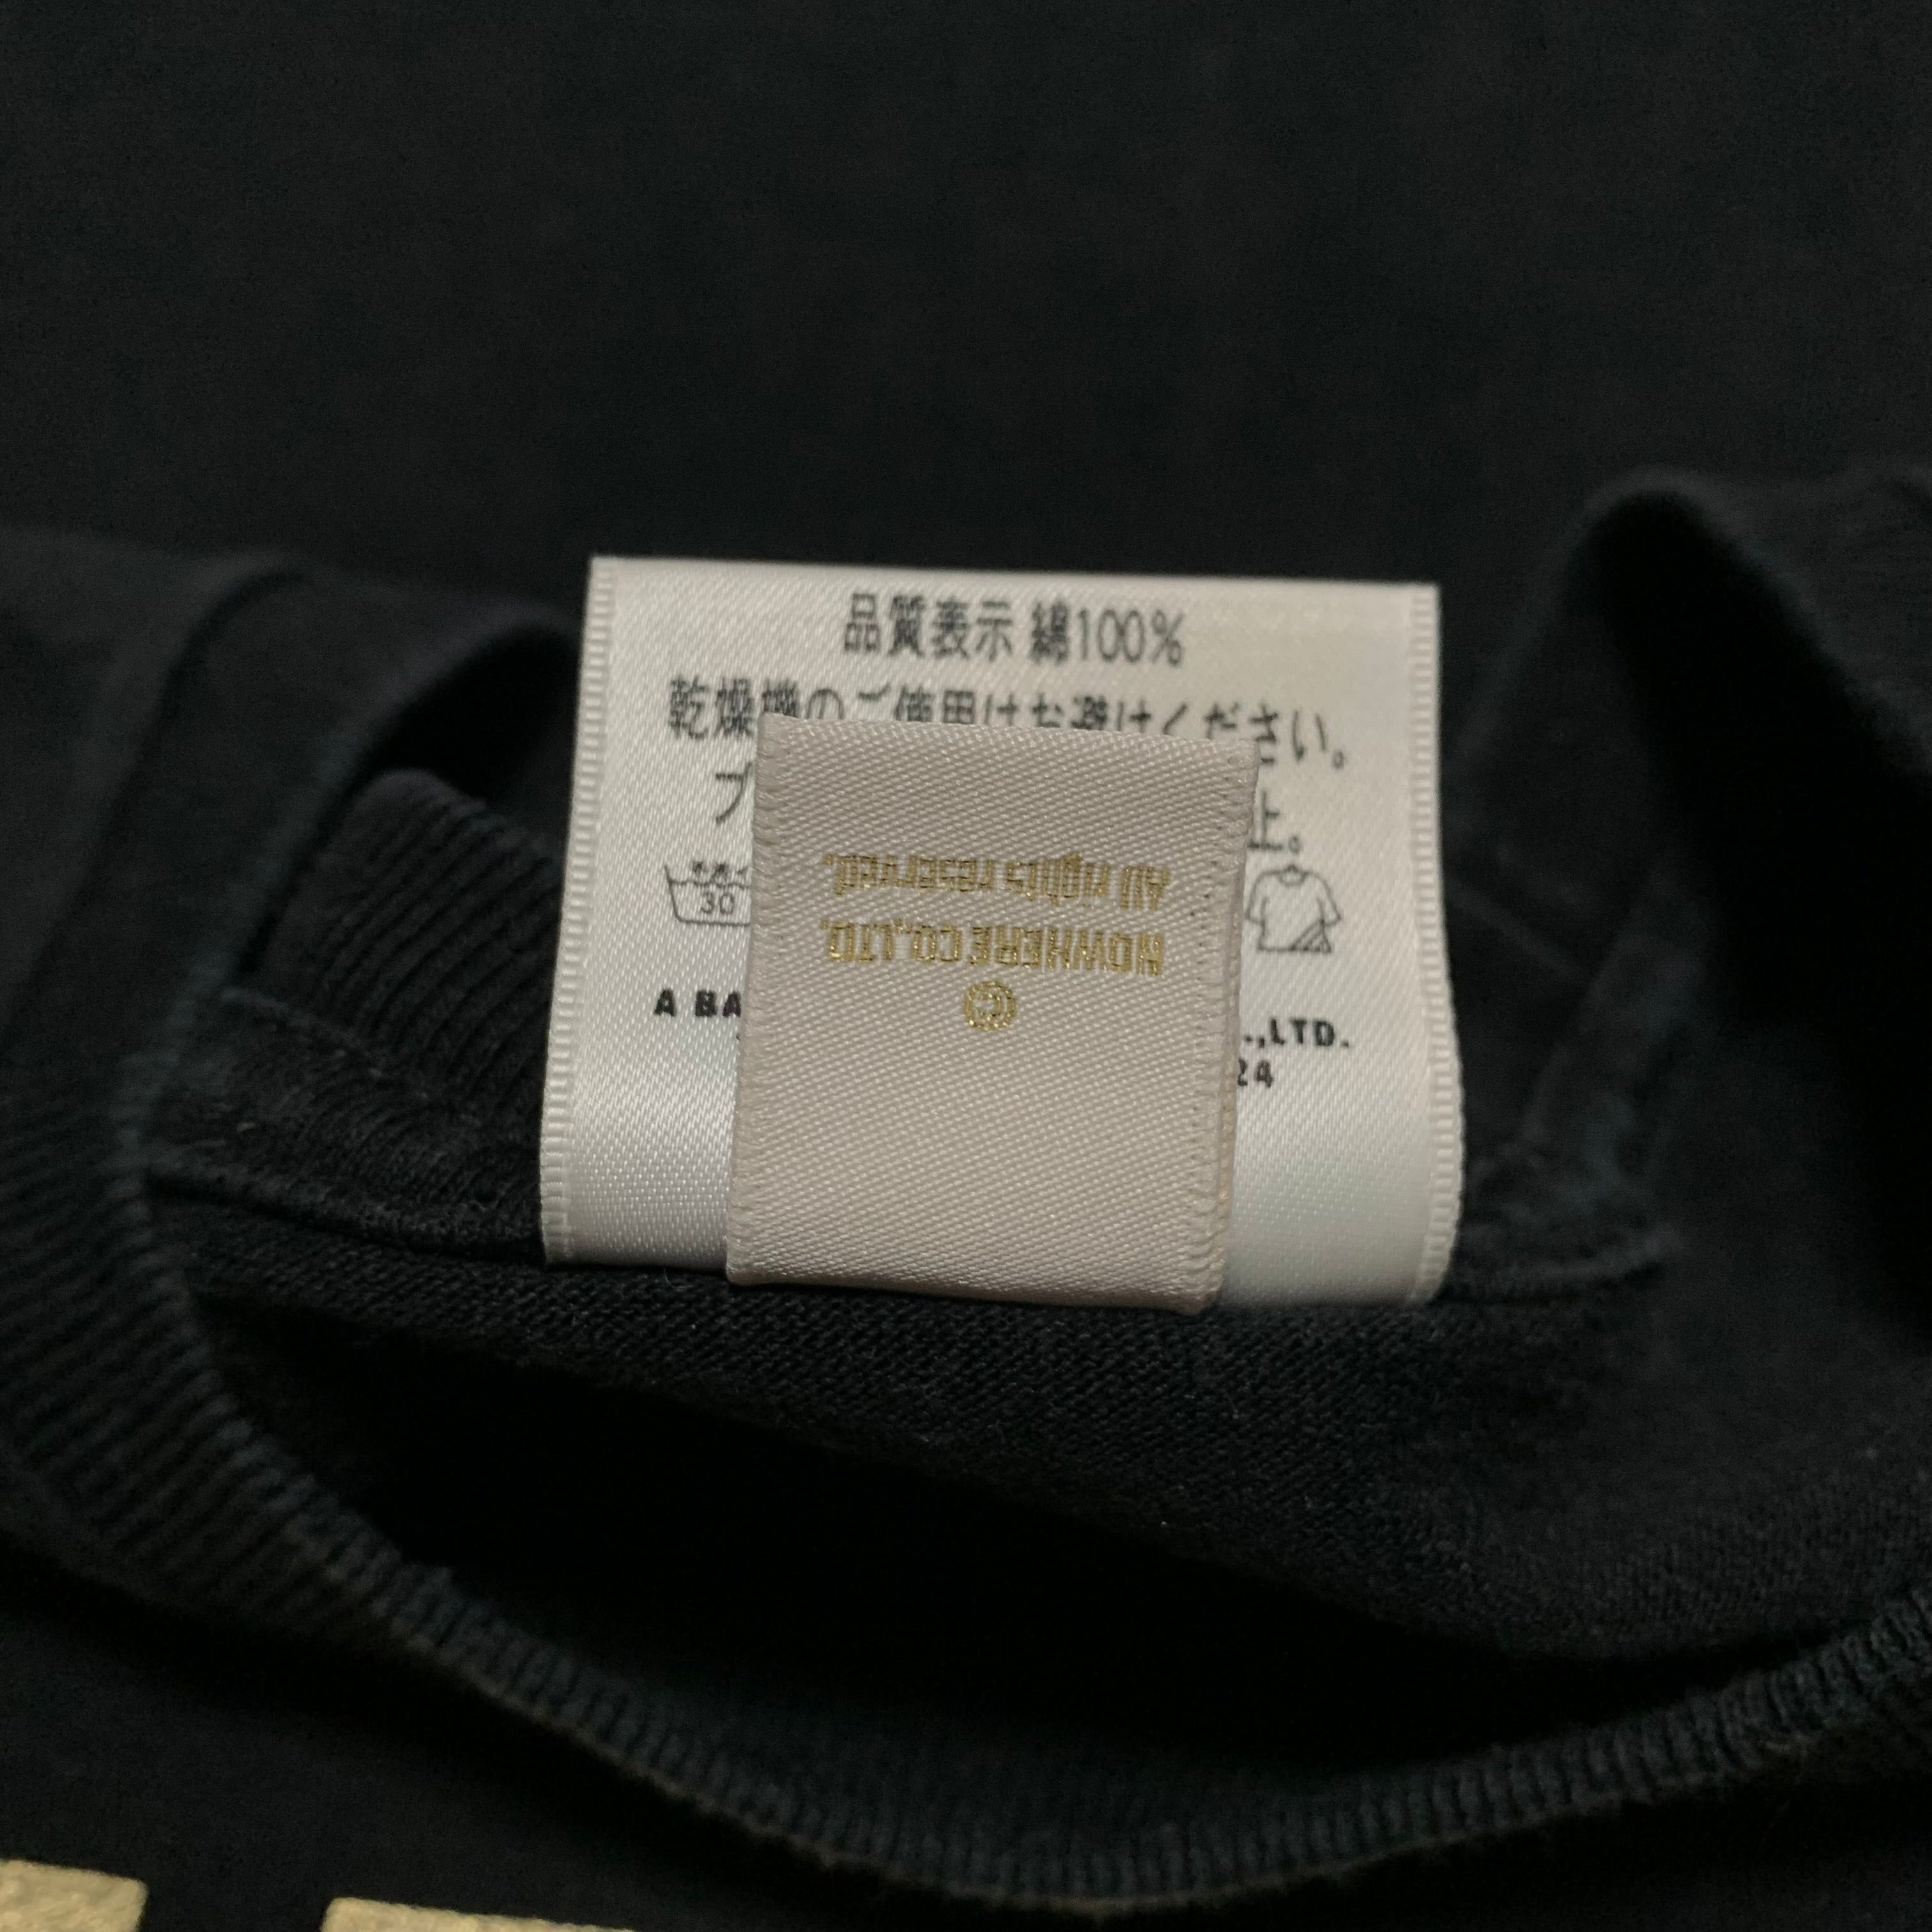 品質表示 綿100%
乾燥機のご使用はお避けください。
プ
止。
30
A BA
.,LTD.
24
©
NOWHERE CO.,LTD.
All rights reserved.